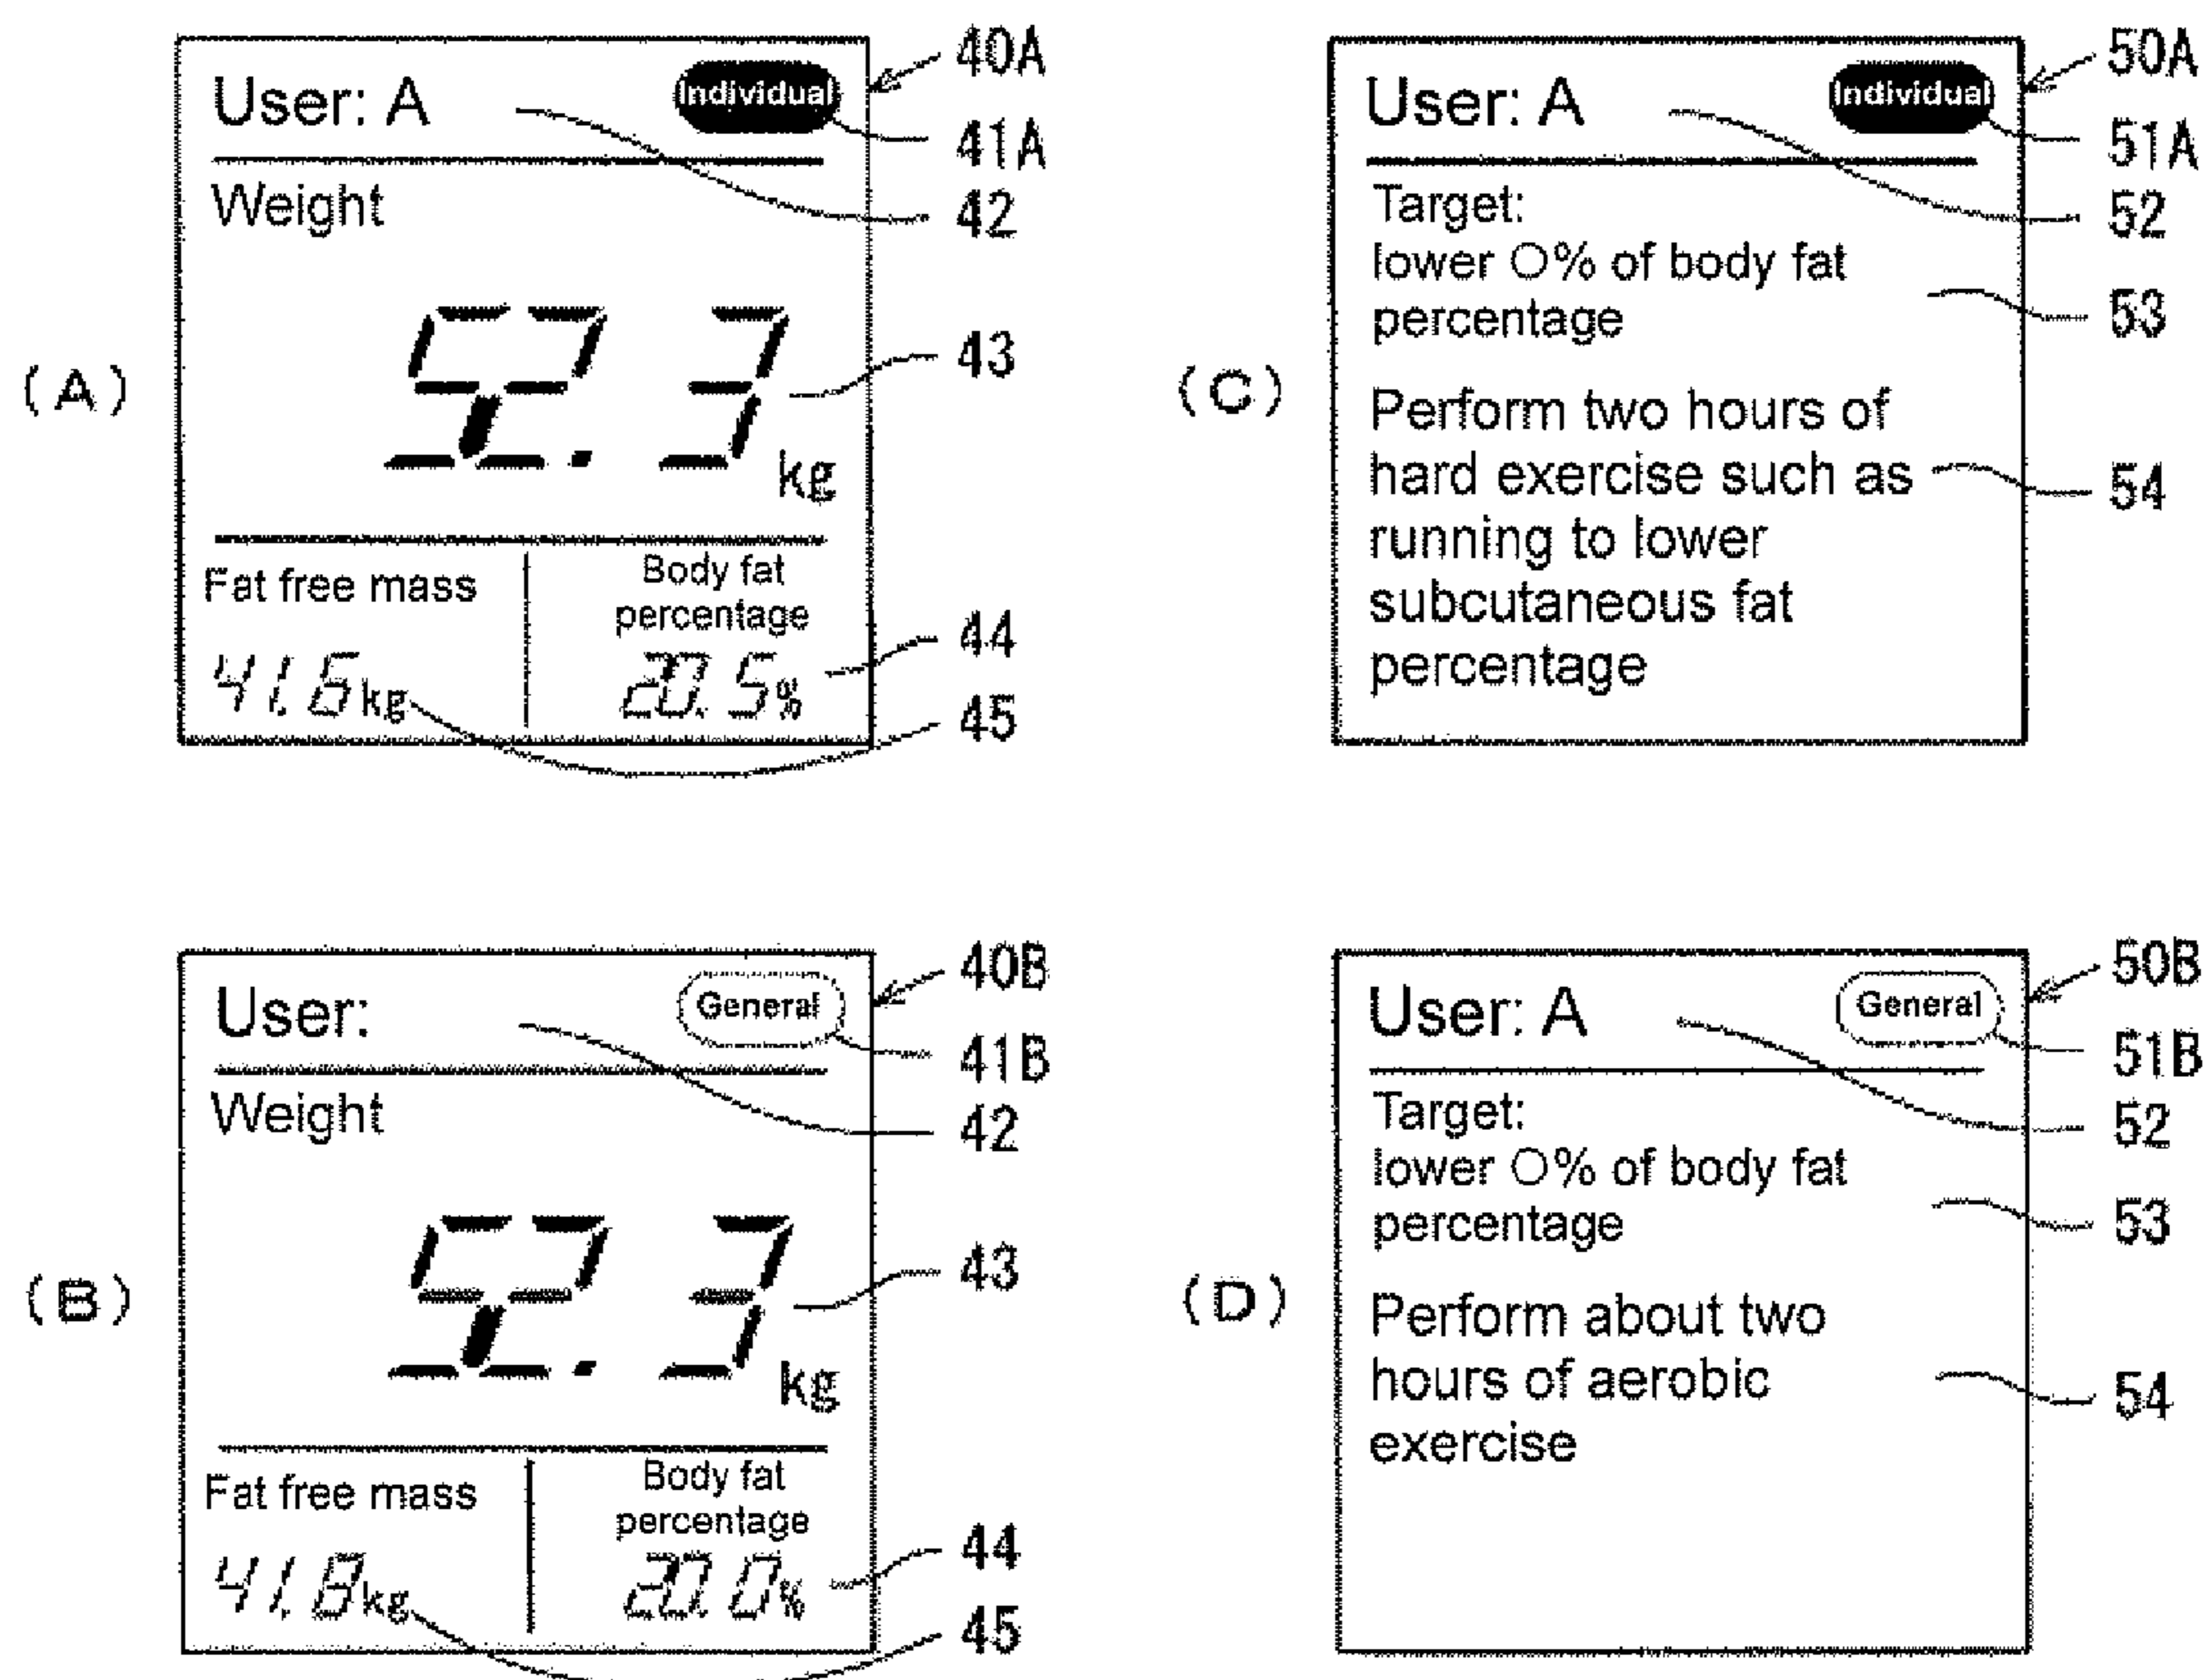 (A)
User: A
Individual
40A
41A
42
Weight
52.3
kg
43
Fat free mass
Body fat
percentage
41.6kg
20.5%
44
45
(B)
User:
General
40B
41B
42
Weight
52.3
kg
43
Fat free mass
Body fat
percentage
41.8kg
20.0%
44
45
(C)
User: A
Individual
50A
51A
52
Target:
lower ○% of body fat
percentage
53
Perform two hours of
hard exercise such as
running to lower
subcutaneous fat
percentage
54
(D)
User: A
General
50B
51B
52
Target:
lower ○% of body fat
percentage
53
Perform about two
hours of aerobic
exercise
54